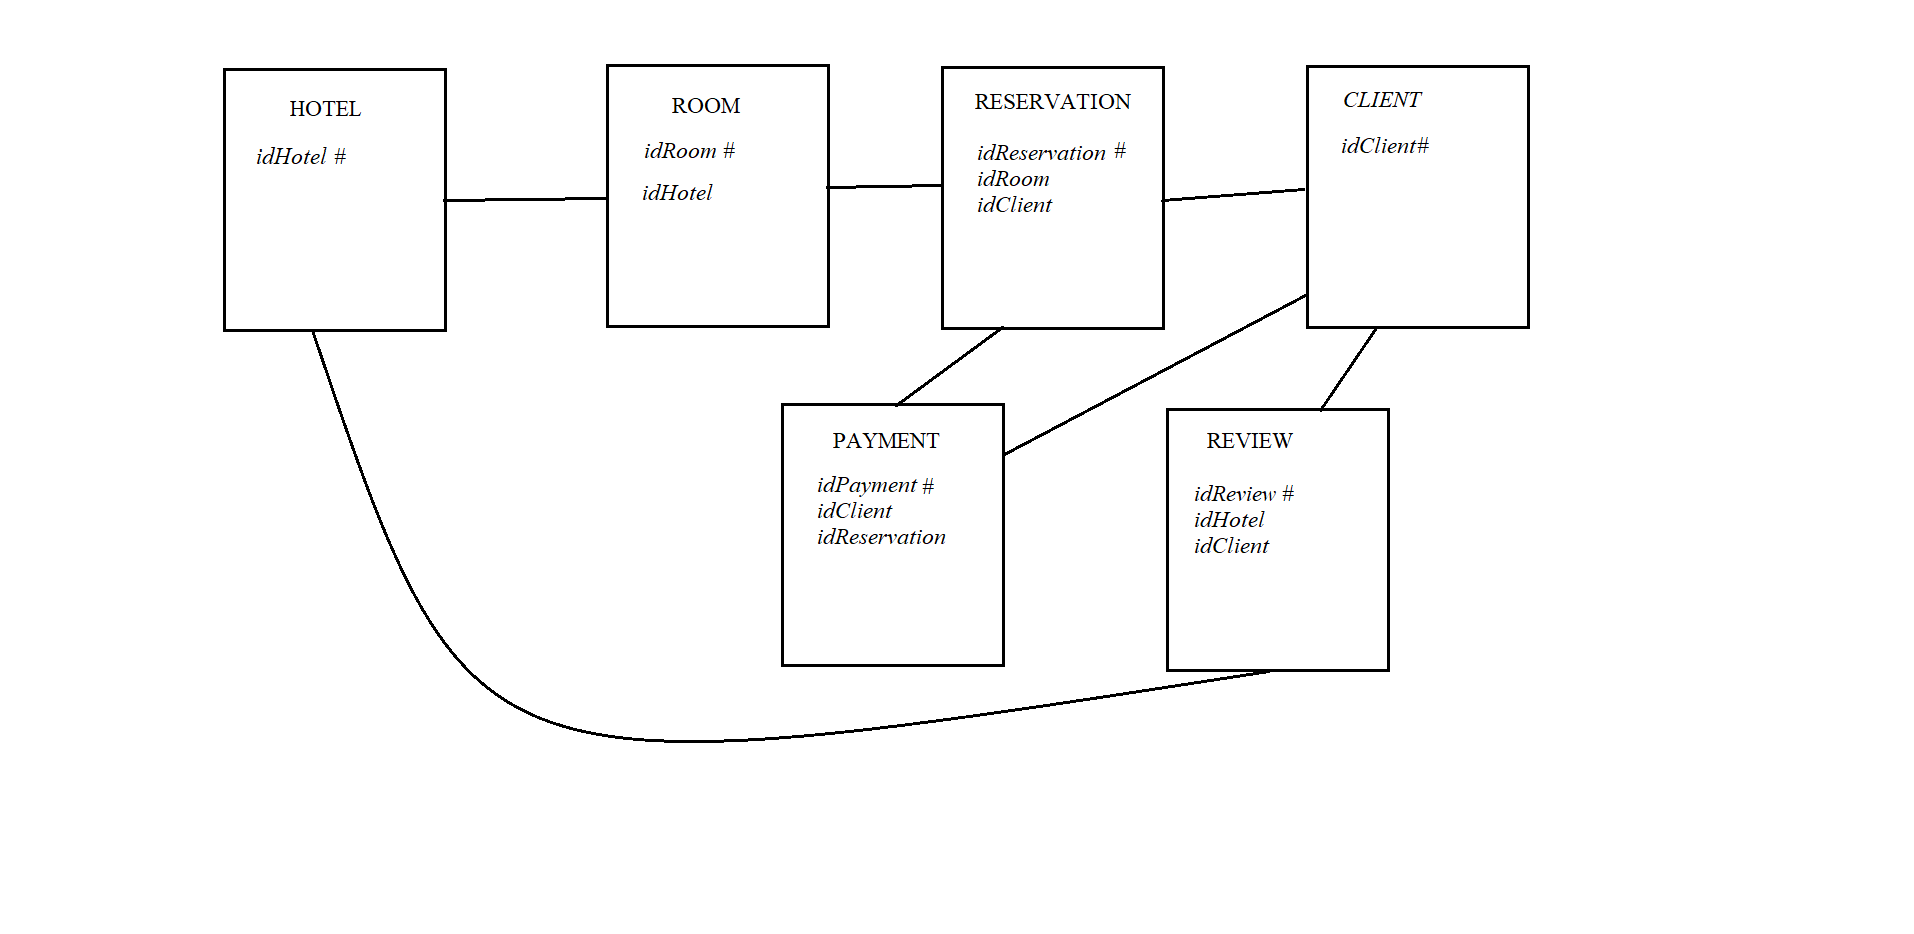 HOTEL
idHotel #
ROOM
idRoom #
idHotel
RESERVATION
idReservation #
idRoom
idClient
CLIENT
idClient#
PAYMENT
idPayment #
idClient
idReservation
REVIEW
idReview #
idHotel
idClient